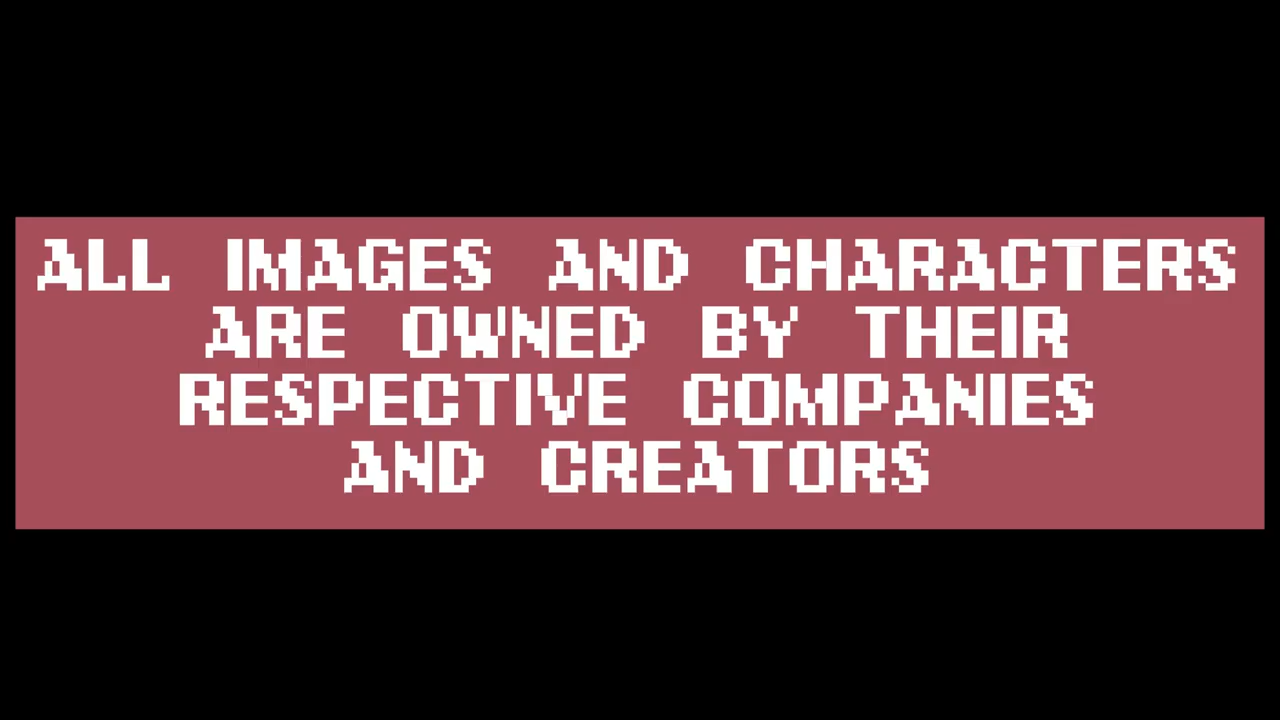 ALL IMAGES AND CHARACTERS
ARE OWNED BY THEIR
RESPECTIVE COMPANIES
AND CREATORS